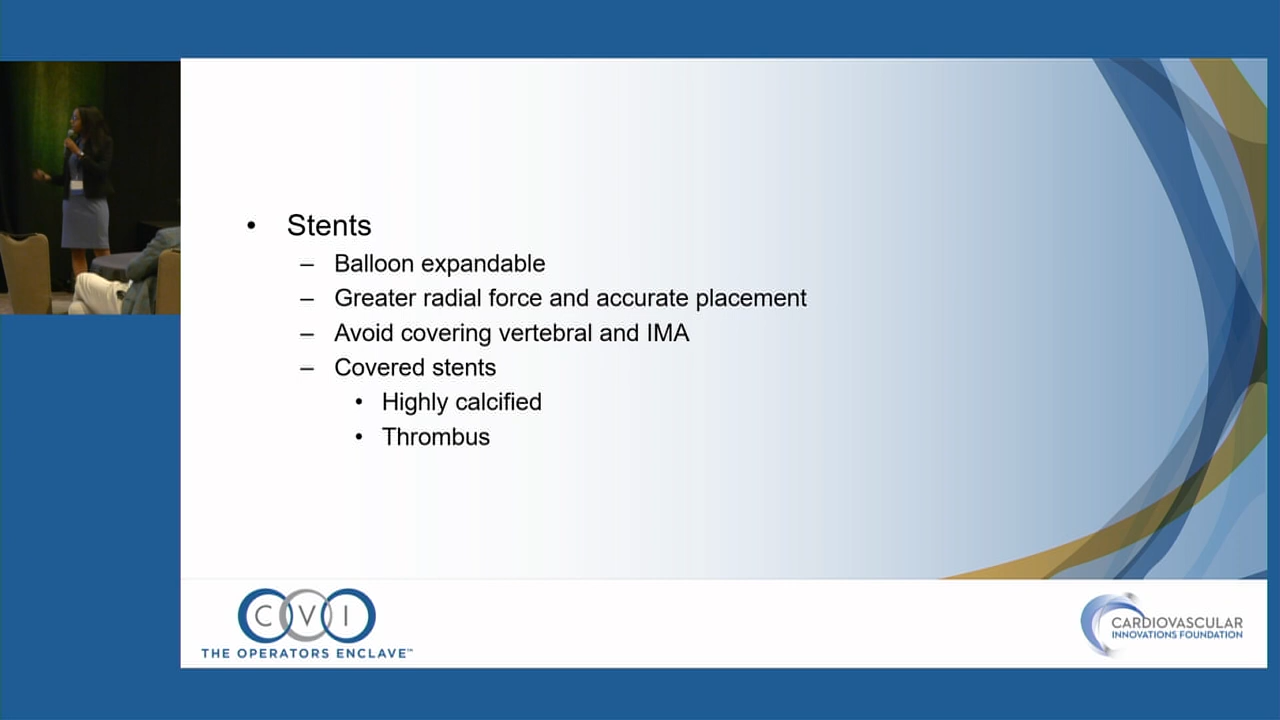 • Stents
– Balloon expandable
– Greater radial force and accurate placement
– Avoid covering vertebral and IMA
– Covered stents
• Highly calcified
• Thrombus
CVI
THE OPERATORS ENCLAVE™
CARDIOVASCULAR
INNOVATIONS FOUNDATION